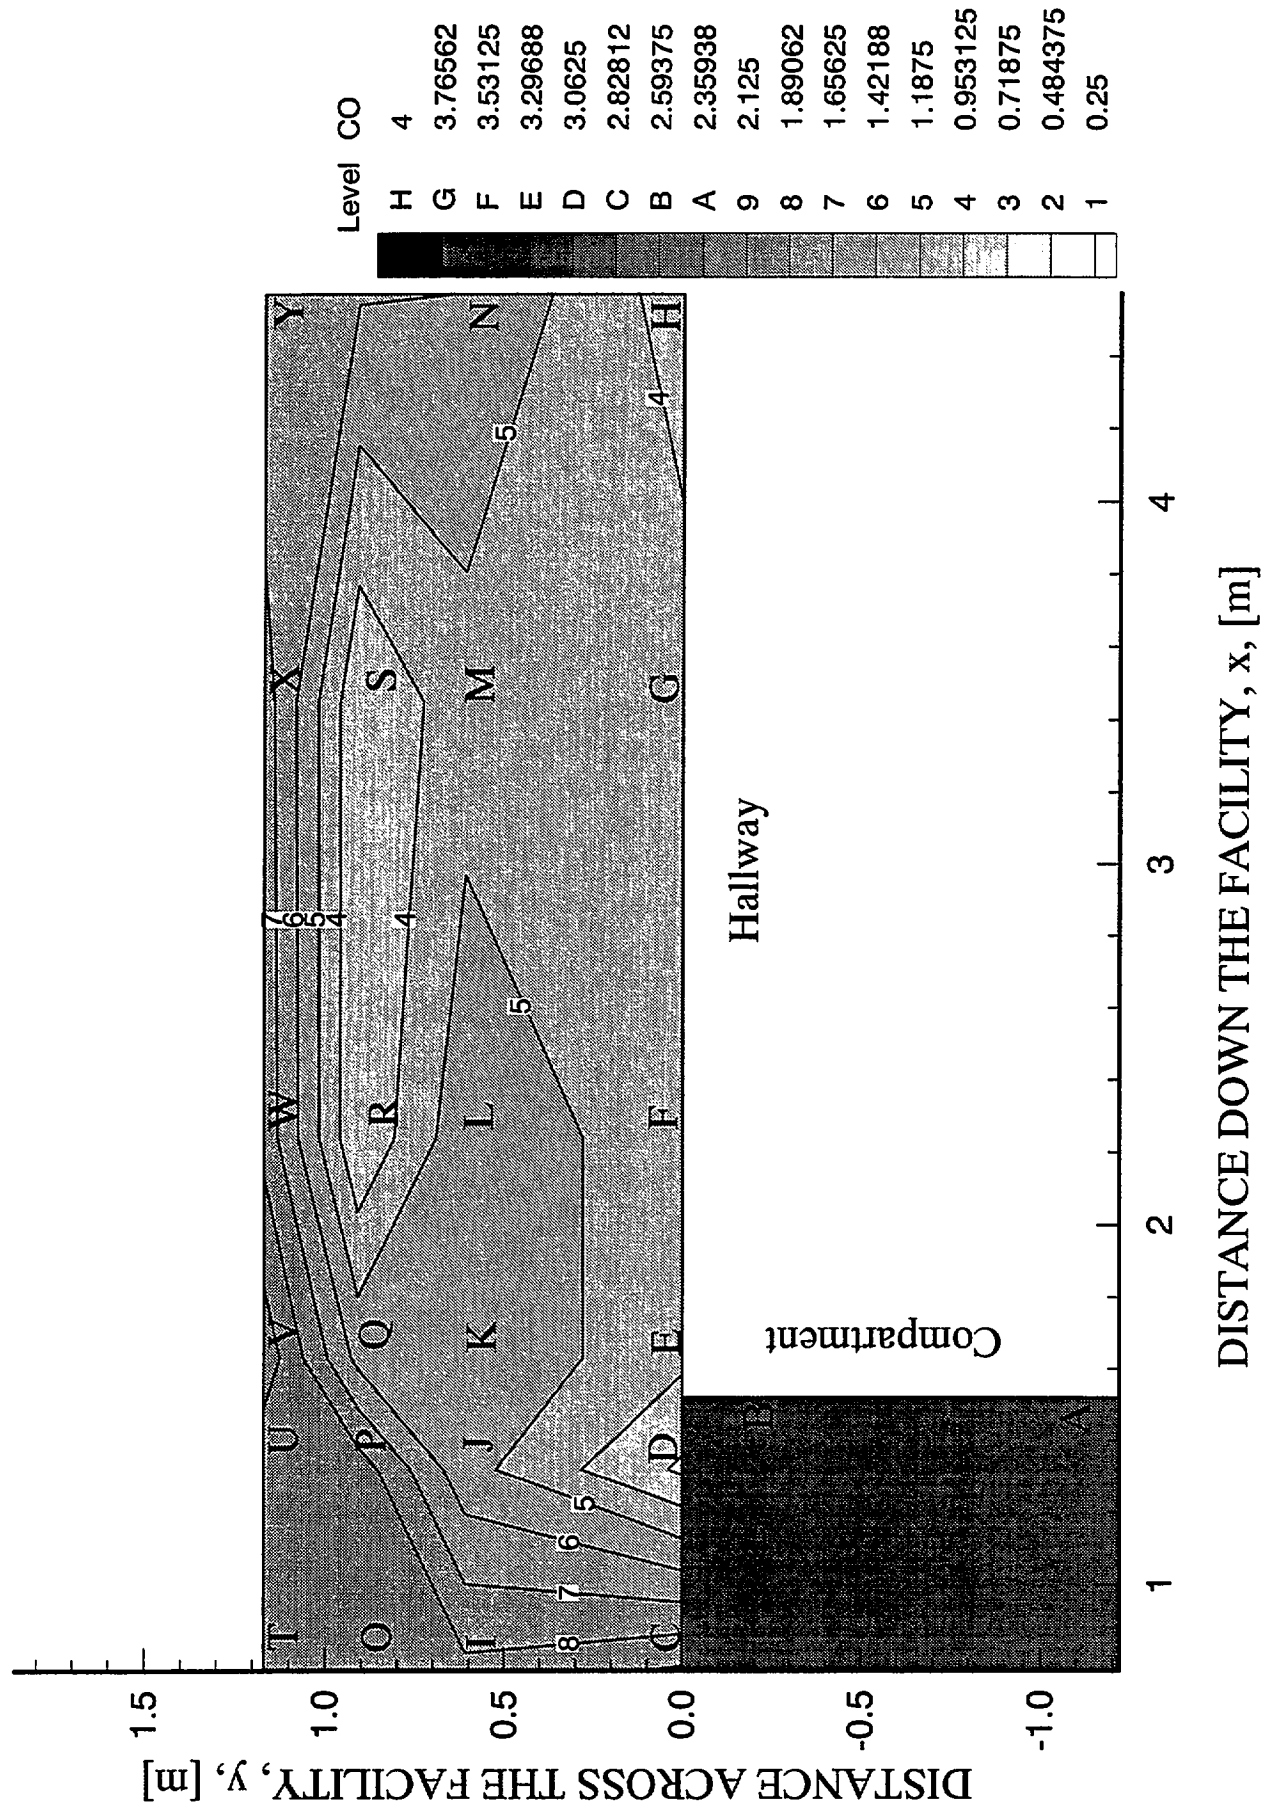 Level CO
H 4
G 3.76562
F 3.53125
E 3.29688
D 3.0625
C 2.82812
B 2.59375
A 2.35938
9 2.125
8 1.89062
7 1.65625
6 1.42188
5 1.1875
4 0.953125
3 0.71875
2 0.484375
1 0.25
DISTANCE ACROSS THE FACILITY, y, [m]
1.5
1.0
0.5
0.0
-0.5
-1.0
T U V W X Y
O P Q R S
I J K L M N
C D E F G H
B
A
7
6
5
4
4
5
5
4
5
6
7
8
Hallway
Compartment
1 2 3 4
DISTANCE DOWN THE FACILITY, x, [m]